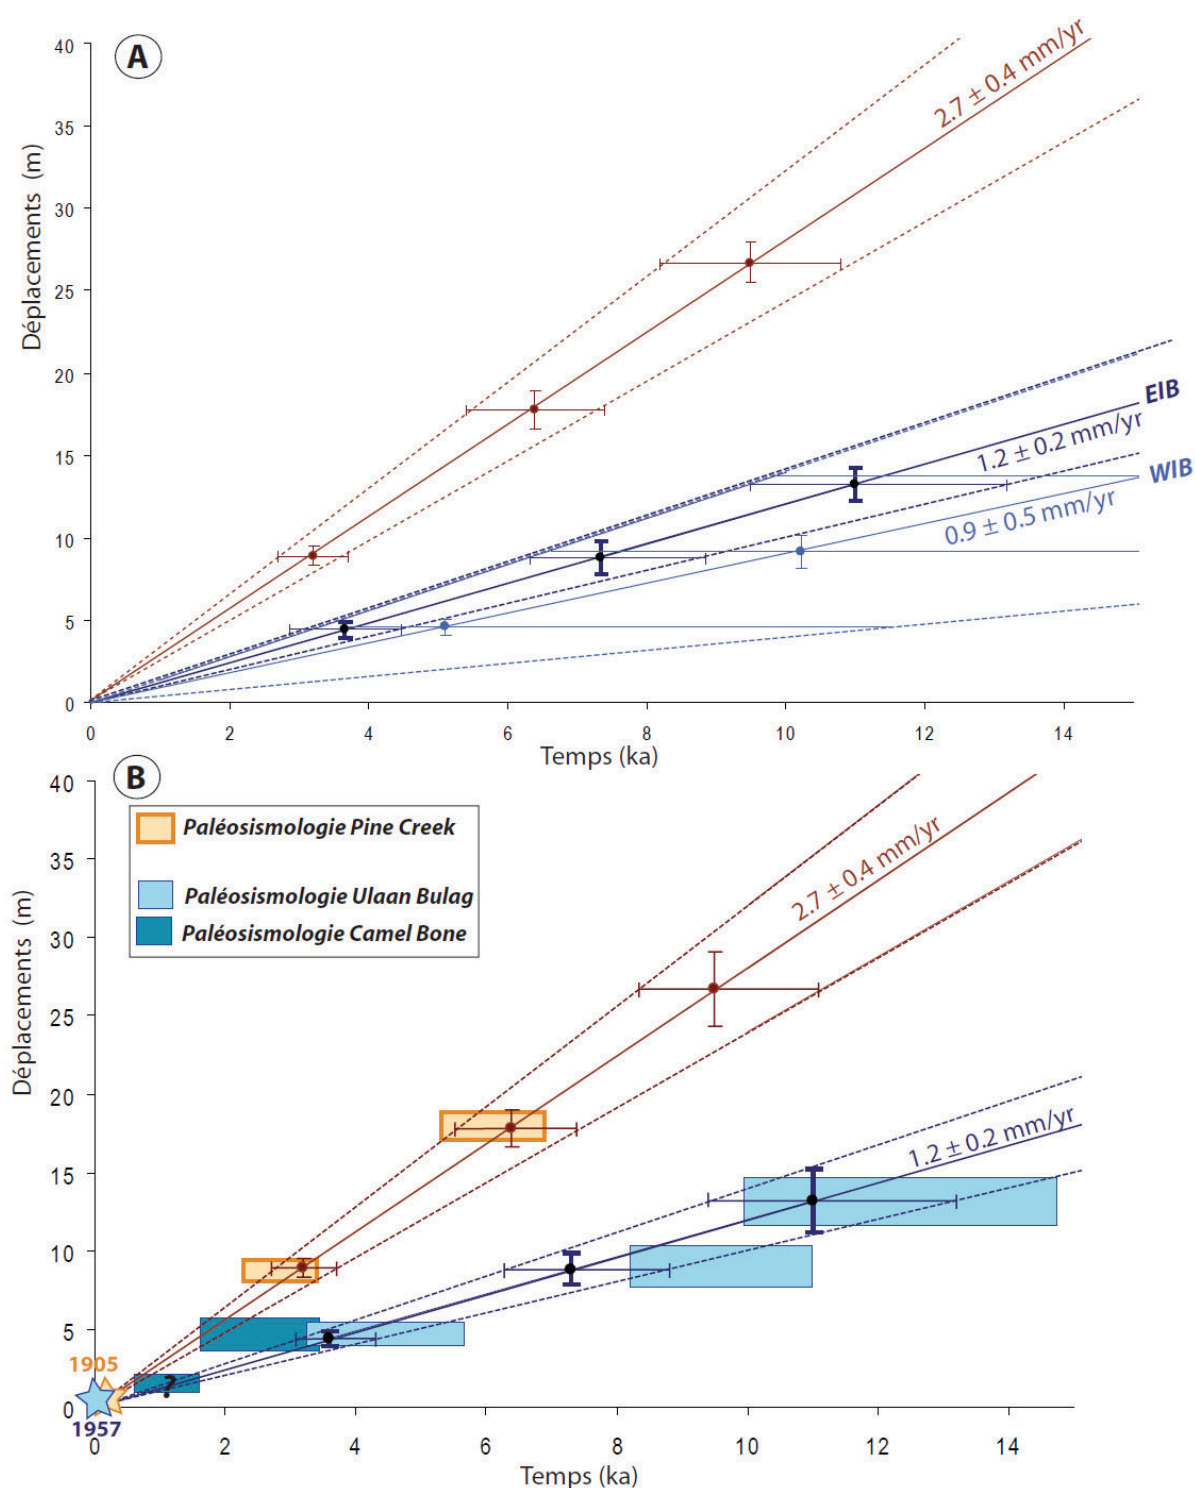 A
40
35
30
25
20
15
10
5
0
Déplacements (m)
2.7 ± 0.4 mm/yr
EIB
1.2 ± 0.2 mm/yr
WIB
0.9 ± 0.5 mm/yr
0 2 4 6 8 10 12 14
Temps (ka)
B
40
35
30
25
20
15
10
5
0
Déplacements (m)
Paléosismologie Pine Creek
Paléosismologie Ulaan Bulag
Paléosismologie Camel Bone
2.7 ± 0.4 mm/yr
1.2 ± 0.2 mm/yr
?
1905
1957
0 2 4 6 8 10 12 14
Temps (ka)